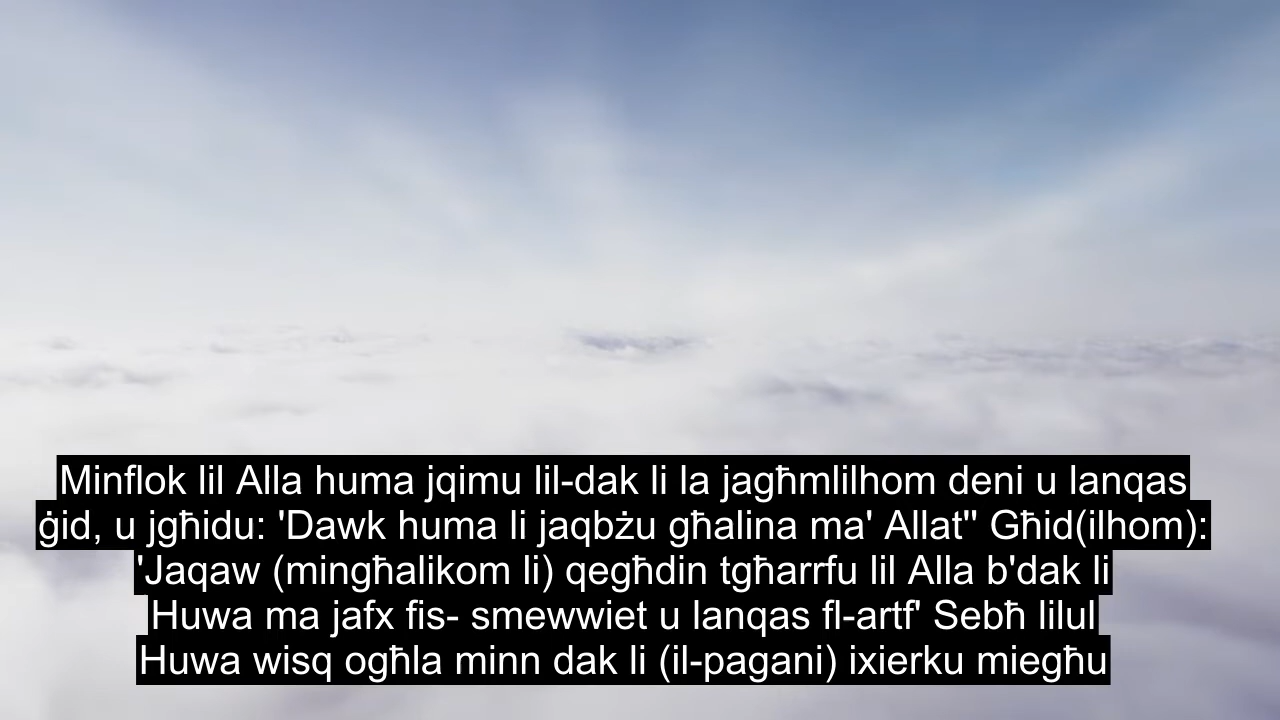 Minflok lil Alla huma jqimu lil-dak li la jagħmlilhom deni u lanqas
ġid, u jgħidu: 'Dawk huma li jaqbżu għalina ma' Allat'' Għid(ilhom):
'Jaqaw (mingħalikom li) qegħdin tgħarrfu lil Alla b'dak li
Huwa ma jafx fis- smewwiet u lanqas fl-artf' Sebħ lilul
Huwa wisq ogħla minn dak li (il-pagani) ixierku miegħu